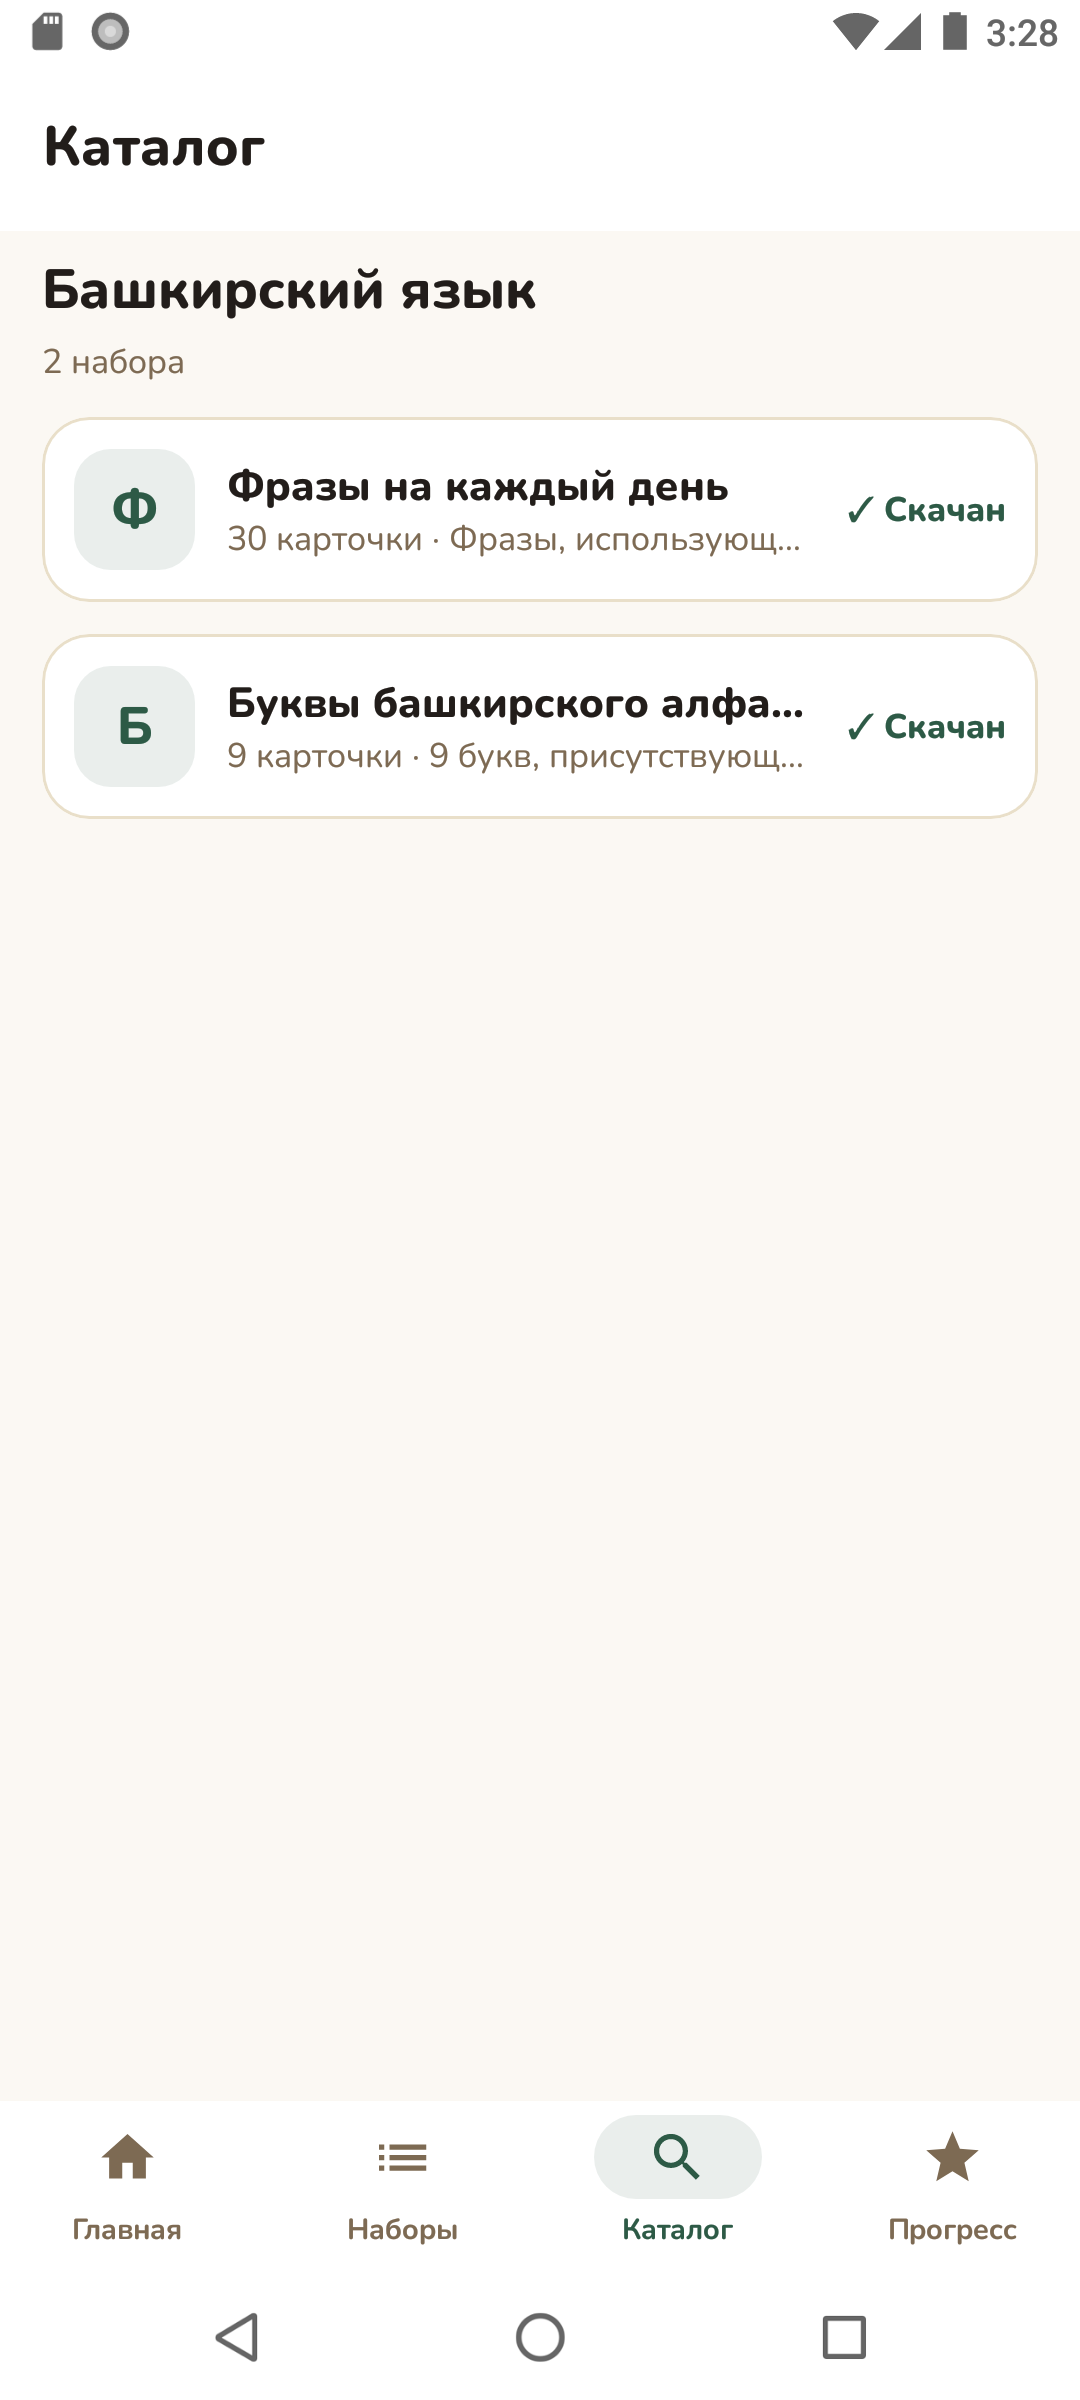 3:28
Каталог
Башкирский язык
2 набора
Ф
Фразы на каждый день
30 карточки · Фразы, использующ...
✓ Скачан
Б
Буквы башкирского алфа...
9 карточки · 9 букв, присутствующ...
✓ Скачан
Главная
Наборы
Каталог
Прогресс